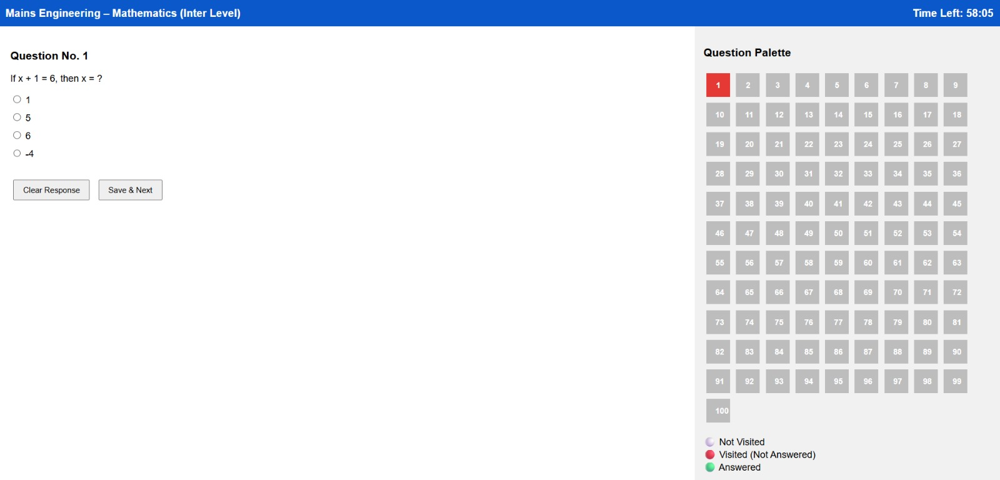 Mains Engineering – Mathematics (Inter Level)
Time Left: 58:05
Question No. 1
If x + 1 = 6, then x = ?
1
5
6
-4
Clear Response Save & Next
Question Palette
1 2 3 4 5 6 7 8 9
10 11 12 13 14 15 16 17 18
19 20 21 22 23 24 25 26 27
28 29 30 31 32 33 34 35 36
37 38 39 40 41 42 43 44 45
46 47 48 49 50 51 52 53 54
55 56 57 58 59 60 61 62 63
64 65 66 67 68 69 70 71 72
73 74 75 76 77 78 79 80 81
82 83 84 85 86 87 88 89 90
91 92 93 94 95 96 97 98 99
100
Not Visited
Visited (Not Answered)
Answered